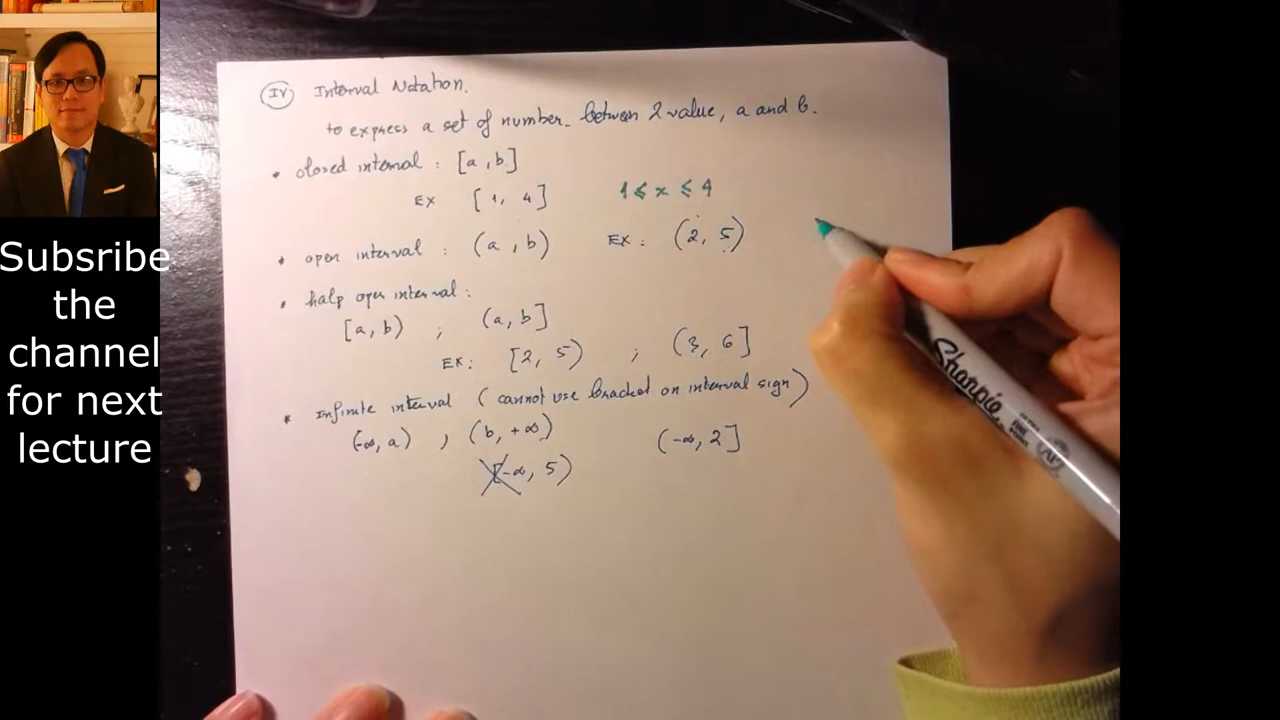 Subsribe
the
channel
for next
lecture
IV Interval Notation.
to express a set of number between 2 value, a and b.
• closed interval : [a, b]
EX [1, 4] 1 ≤ x ≤ 4
• open interval : (a, b) EX : (2, 5)
• halp open interval :
[a, b) ; (a, b]
EX : [2, 5) ; (3, 6]
• Infinite interval ( cannot use bracket on interval sign )
(-∞, a) , (b, +∞) (-∞, 2]
[-∞, 5)
Sharpie